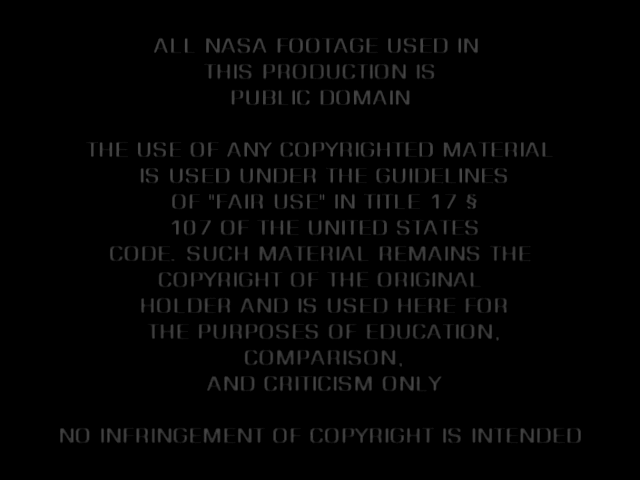 ALL NASA FOOTAGE USED IN
THIS PRODUCTION IS
PUBLIC DOMAIN
THE USE OF ANY COPYRIGHTED MATERIAL
IS USED UNDER THE GUIDELINES
OF "FAIR USE" IN TITLE 17 §
107 OF THE UNITED STATES
CODE. SUCH MATERIAL REMAINS THE
COPYRIGHT OF THE ORIGINAL
HOLDER AND IS USED HERE FOR
THE PURPOSES OF EDUCATION,
COMPARISON,
AND CRITICISM ONLY
NO INFRINGEMENT OF COPYRIGHT IS INTENDED